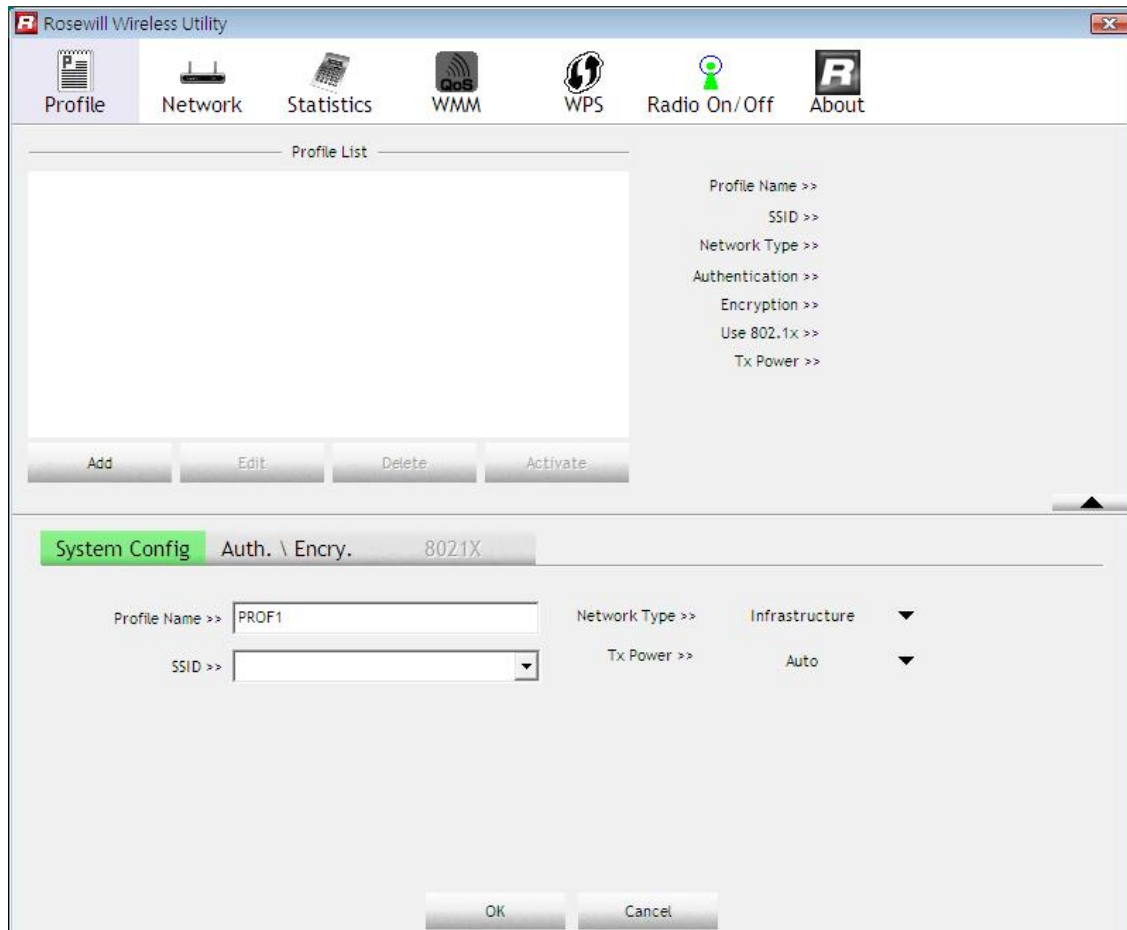 R Rosewill Wireless Utility
Profile Network Statistics QoS WMM WPS Radio On/Off R About
Profile List
Profile Name >>
SSID >>
Network Type >>
Authentication >>
Encryption >>
Use 802.1x >>
Tx Power >>
Add Edit Delete Activate
System Config Auth. \ Encry. 8021X
Profile Name >> PROF1 Network Type >> Infrastructure
SSID >> Tx Power >> Auto
OK Cancel